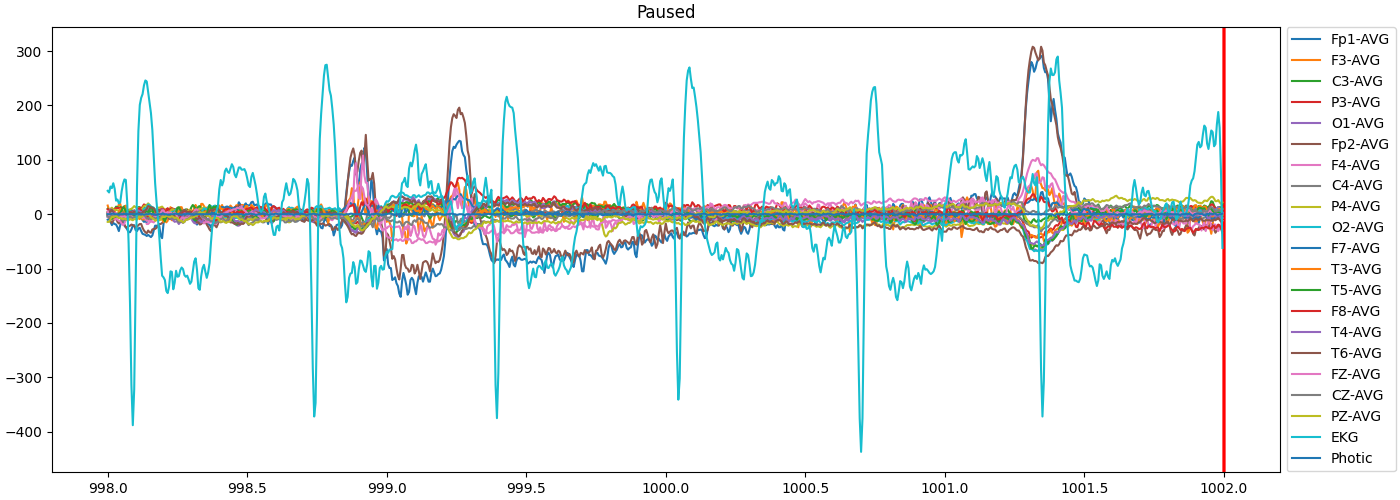 Paused
300
200
100
0
−100
−200
−300
−400
998.0
998.5
999.0
999.5
1000.0
1000.5
1001.0
1001.5
1002.0
Fp1-AVG
F3-AVG
C3-AVG
P3-AVG
O1-AVG
Fp2-AVG
F4-AVG
C4-AVG
P4-AVG
O2-AVG
F7-AVG
T3-AVG
T5-AVG
F8-AVG
T4-AVG
T6-AVG
FZ-AVG
CZ-AVG
PZ-AVG
EKG
Photic